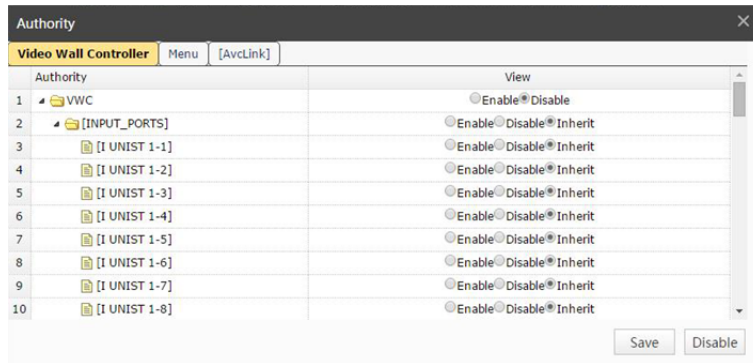 Authority
Video Wall Controller Menu [AvcLink]
Authority View
1 VWC Enable Disable
2 [INPUT_PORTS] Enable Disable Inherit
3 [I UNIST 1-1] Enable Disable Inherit
4 [I UNIST 1-2] Enable Disable Inherit
5 [I UNIST 1-3] Enable Disable Inherit
6 [I UNIST 1-4] Enable Disable Inherit
7 [I UNIST 1-5] Enable Disable Inherit
8 [I UNIST 1-6] Enable Disable Inherit
9 [I UNIST 1-7] Enable Disable Inherit
10 [I UNIST 1-8] Enable Disable Inherit
Save Disable